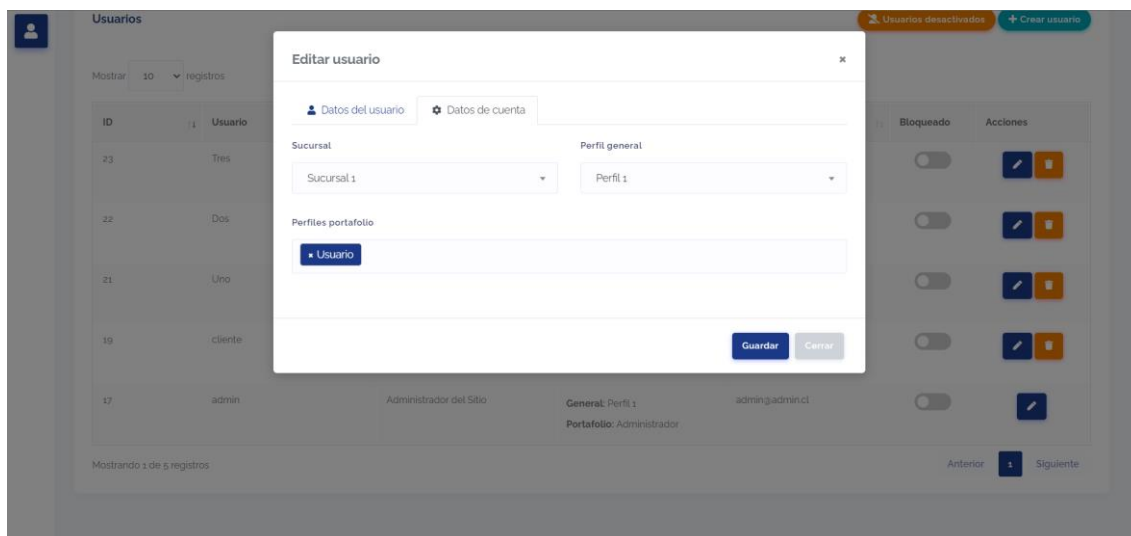 Usuarios
Usuarios desactivados
+ Crear usuario
Editar usuario
×
Mostrar 10 registros
Datos del usuario
Datos de cuenta
ID
Usuario
Bloqueado
Acciones
Sucursal
Perfil general
23
Tres
Sucursal 1
Perfil 1
22
Dos
Perfiles portafolio
× Usuario
21
Uno
19
cliente
Guardar
Cerrar
17
admin
Administrador del Sitio
General: Perfil 1
admin@admin.cl
Portafolio: Administrador
Mostrando 1 de 5 registros
Anterior
1
Siguiente